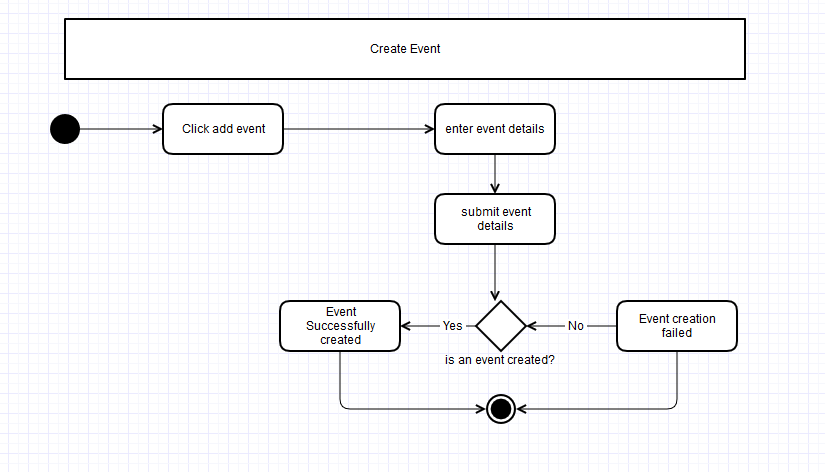 Create Event
Click add event
enter event details
submit event
details
Event
Successfully
created
Yes
No
Event creation
failed
is an event created?